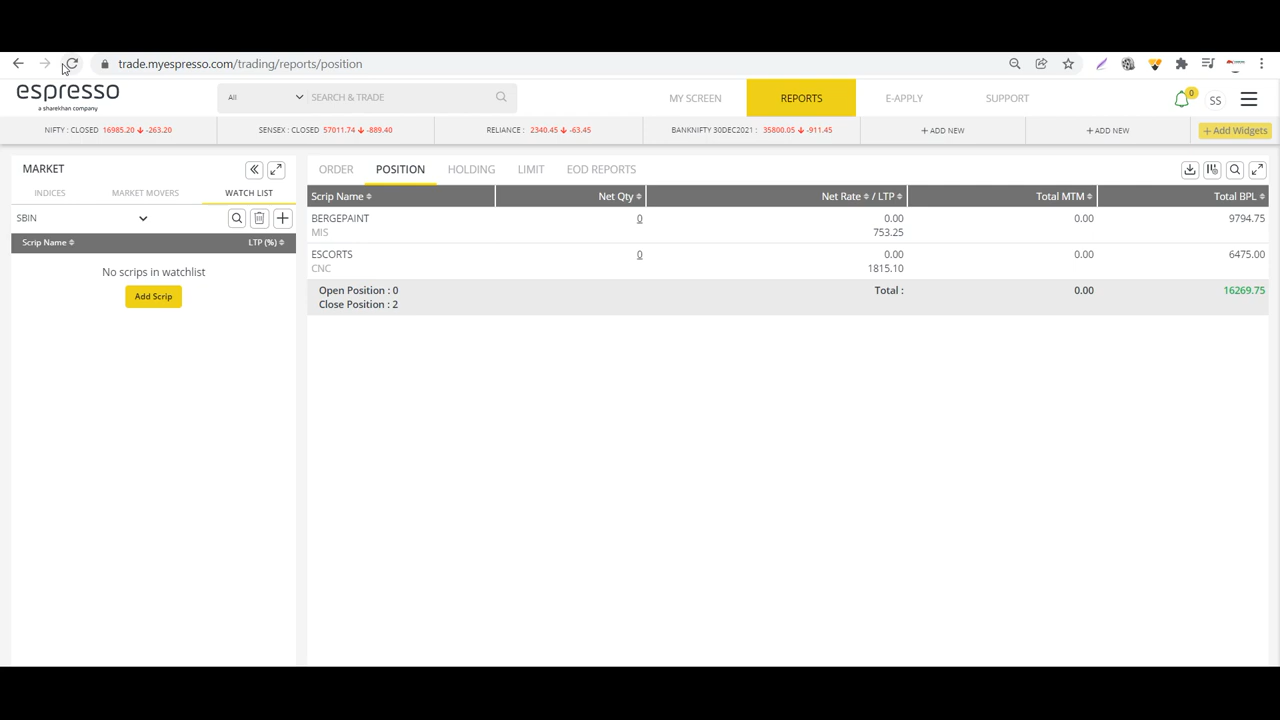 trade.myespresso.com/trading/reports/position
espresso
a sharekhan company
All
SEARCH & TRADE
MY SCREEN
REPORTS
E-APPLY
SUPPORT
0
SS
NIFTY : CLOSED 16985.20 -263.20
SENSEX : CLOSED 57011.74 -889.40
RELIANCE : 2340.45 -63.45
BANKNIFTY 30DEC2021 : 35800.05 -911.45
+ ADD NEW
+ ADD NEW
+ Add Widgets
MARKET
INDICES
MARKET MOVERS
WATCH LIST
SBIN
Scrip Name
LTP (%)
No scrips in watchlist
Add Scrip
ORDER
POSITION
HOLDING
LIMIT
EOD REPORTS
Scrip Name
Net Qty
Net Rate / LTP
Total MTM
Total BPL
BERGEPAINT 0 0.00 0.00 9794.75
MIS 753.25
ESCORTS 0 0.00 0.00 6475.00
CNC 1815.10
Open Position : 0 Total : 0.00 16269.75
Close Position : 2